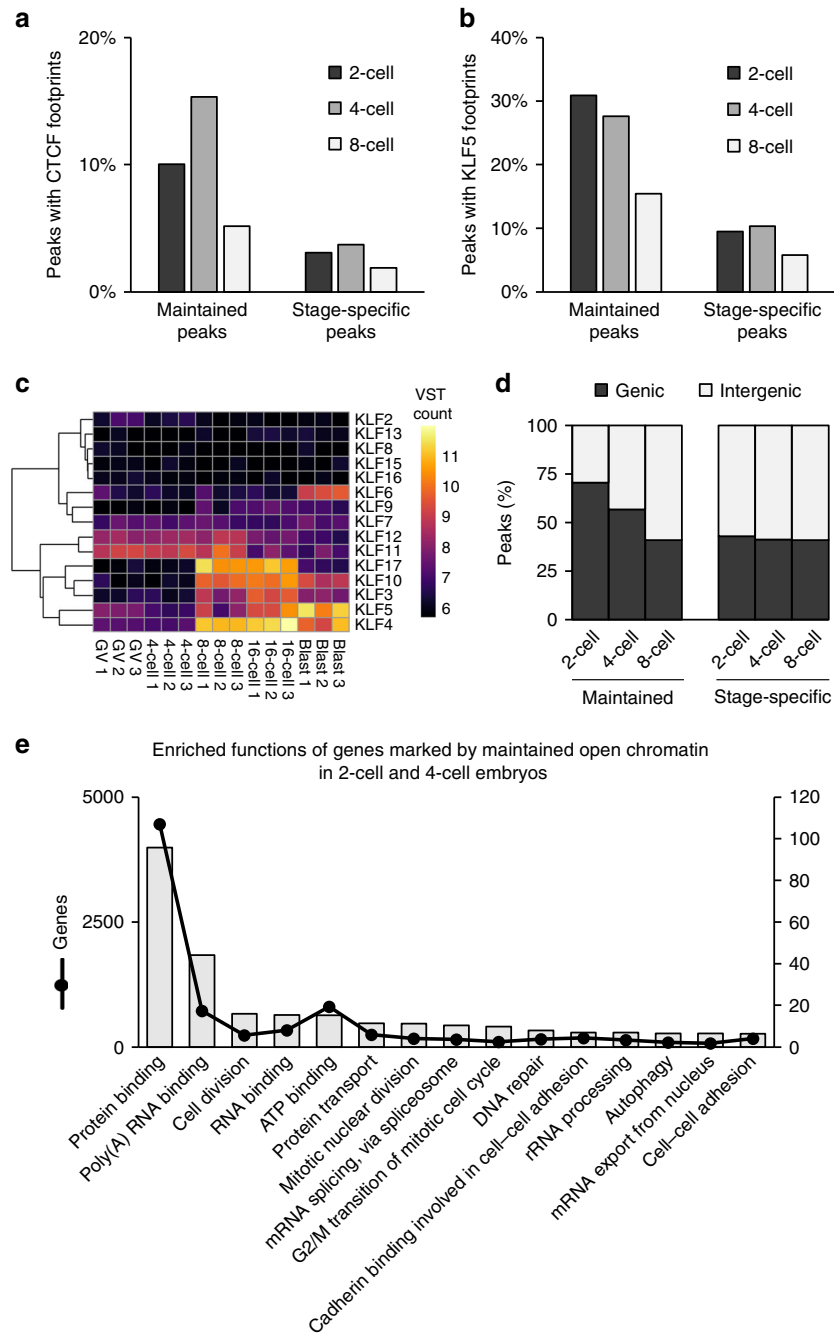 a
20%
10%
0%
Peaks with CTCF footprints
2-cell
4-cell
8-cell
Maintained
peaks
Stage-specific
peaks
b
40%
30%
20%
10%
0%
Peaks with KLF5 footprints
2-cell
4-cell
8-cell
Maintained
peaks
Stage-specific
peaks
c
VST
count
11
10
9
8
7
6
KLF2
KLF13
KLF8
KLF15
KLF16
KLF6
KLF9
KLF7
KLF12
KLF11
KLF17
KLF10
KLF3
KLF5
KLF4
GV 1
GV 2
GV 3
4-cell 1
4-cell 2
4-cell 3
8-cell 1
8-cell 2
8-cell 3
16-cell 1
16-cell 2
16-cell 3
Blast 1
Blast 2
Blast 3
d
Genic
Intergenic
100
75
50
25
0
Peaks (%)
2-cell
4-cell
8-cell
2-cell
4-cell
8-cell
Maintained
Stage-specific
e
Enriched functions of genes marked by maintained open chromatin
in 2-cell and 4-cell embryos
5000
2500
0
Genes
120
100
80
60
40
20
0
Protein binding
Poly(A) RNA binding
Cell division
RNA binding
ATP binding
Protein transport
Mitotic nuclear division
mRNA splicing, via spliceosome
G2/M transition of mitotic cell cycle
DNA repair
Cadherin binding involved in cell–cell adhesion
rRNA processing
Autophagy
mRNA export from nucleus
Cell–cell adhesion